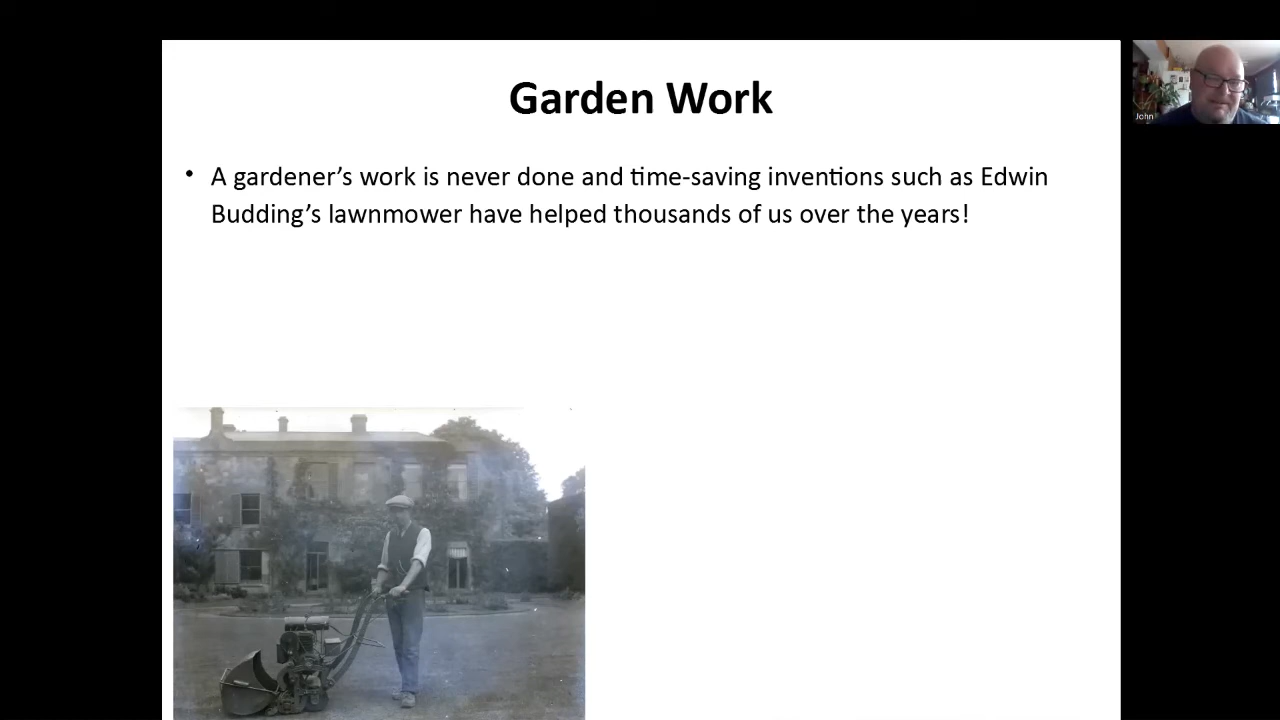 Garden Work
• A gardener’s work is never done and time-saving inventions such as Edwin
Budding’s lawnmower have helped thousands of us over the years!
John